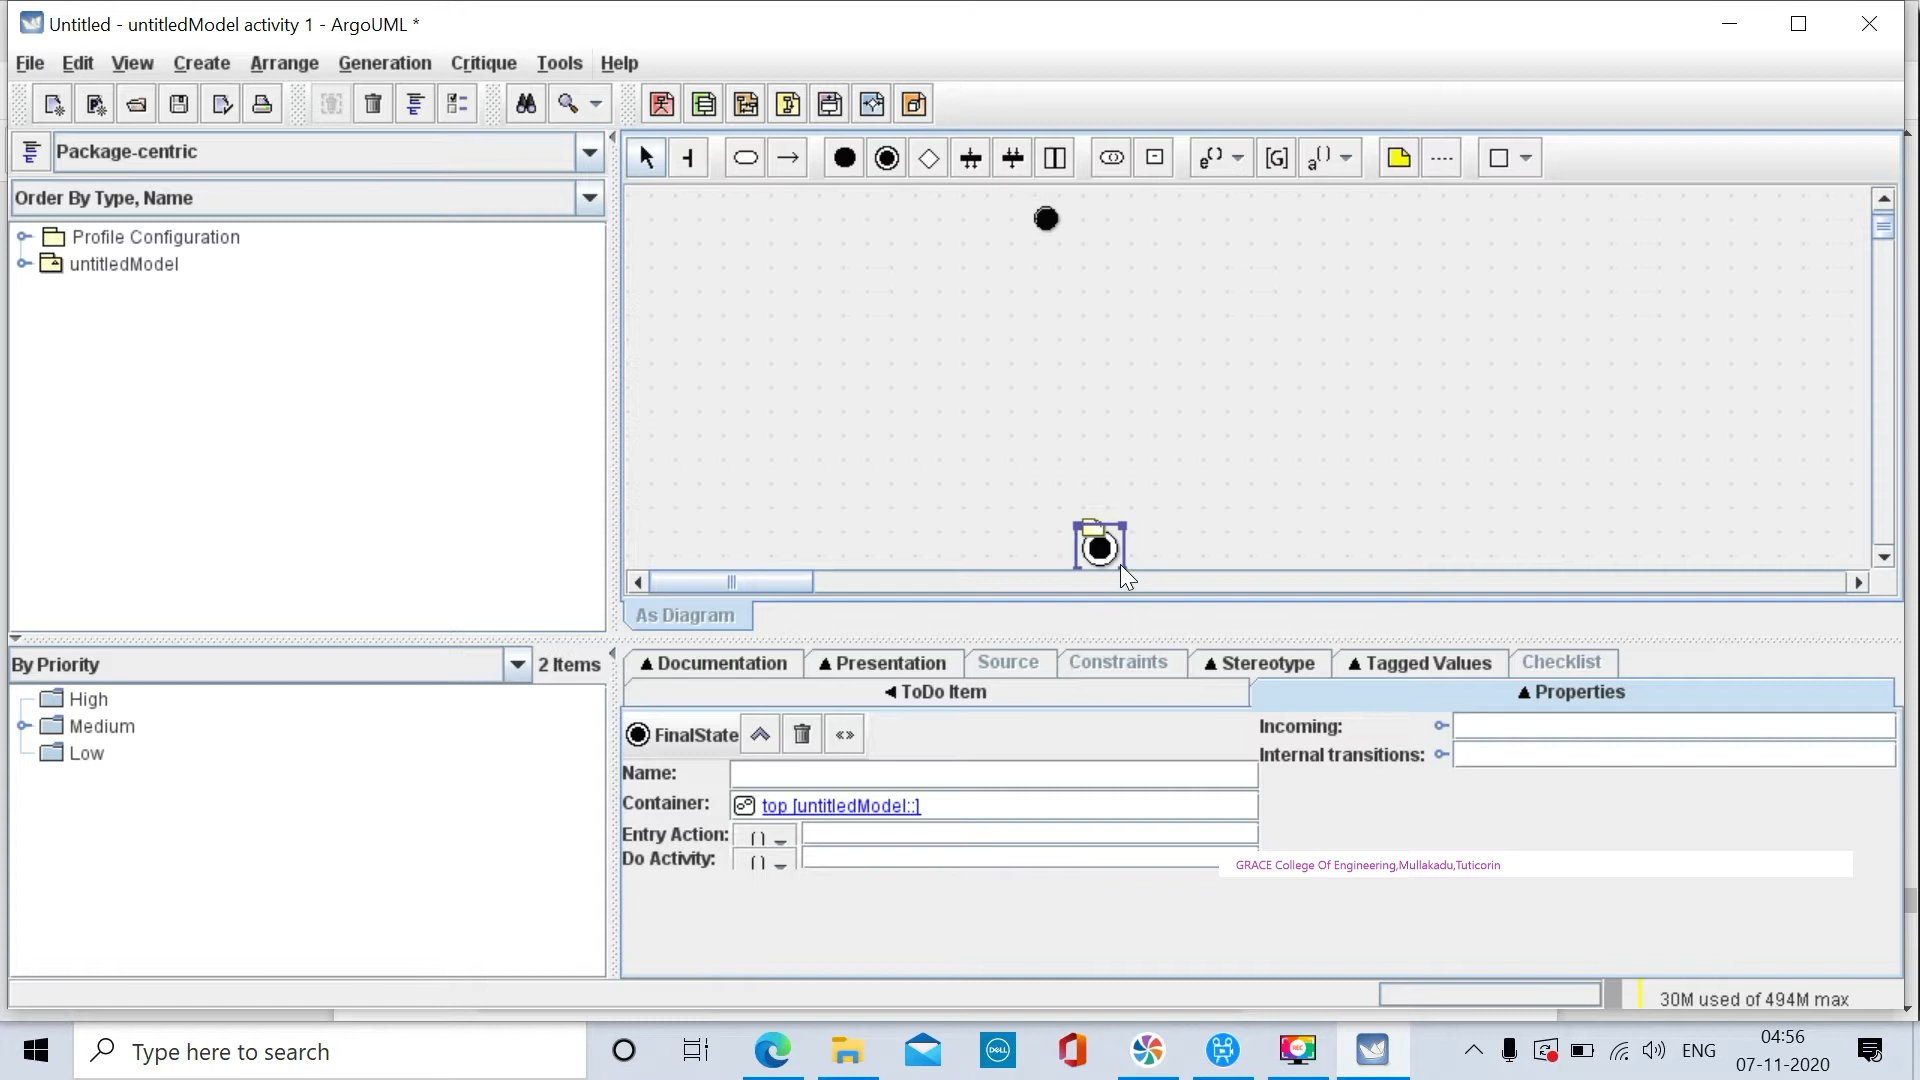 Untitled - untitledModel activity 1 - ArgoUML *
File Edit View Create Arrange Generation Critique Tools Help
Package-centric
Order By Type, Name
Profile Configuration
untitledModel
e() [G] a()
As Diagram
By Priority 2 Items
High
Medium
Low
Documentation Presentation Source Constraints Stereotype Tagged Values Checklist
ToDo Item Properties
FinalState «»
Name:
Container: top [untitledModel::]
Entry Action: ()
Do Activity: ()
Incoming:
Internal transitions:
GRACE College Of Engineering,Mullakadu,Tuticorin
30M used of 494M max
Type here to search
DELL
REC
ENG
04:56
07-11-2020